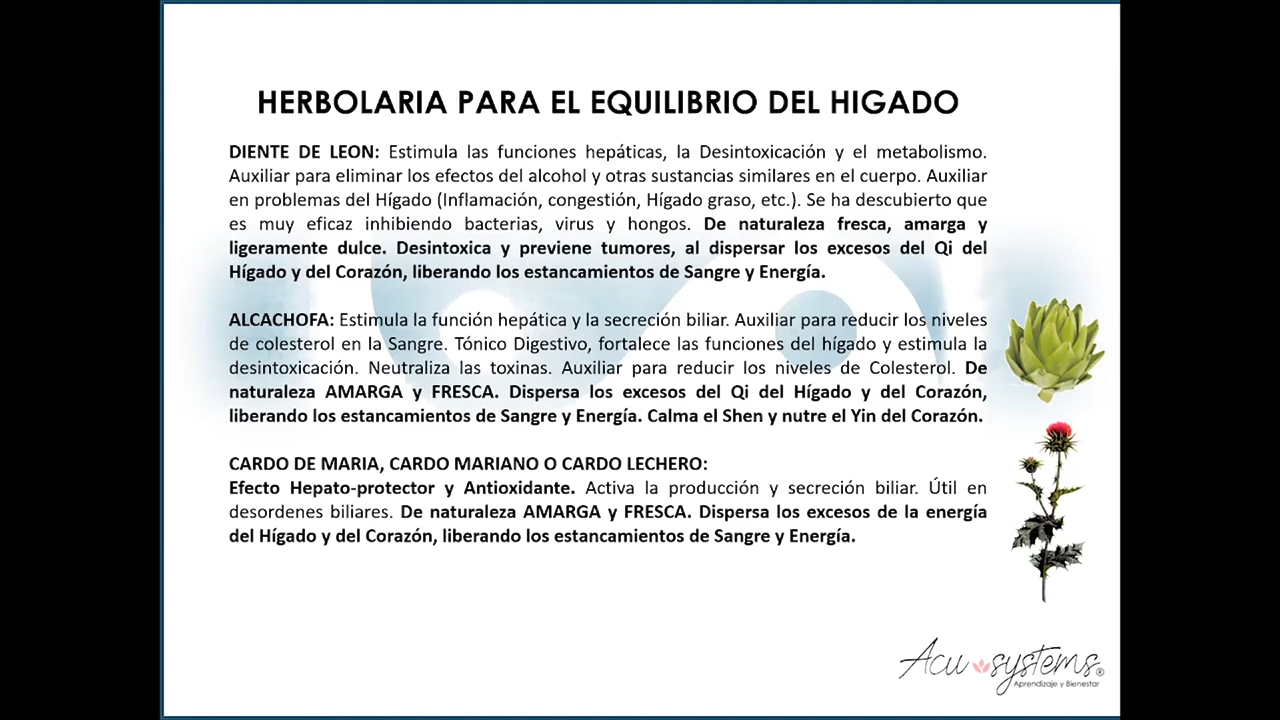 HERBOLARIA PARA EL EQUILIBRIO DEL HIGADO
DIENTE DE LEON: Estimula las funciones hepáticas, la Desintoxicación y el metabolismo.
Auxiliar para eliminar los efectos del alcohol y otras sustancias similares en el cuerpo. Auxiliar
en problemas del Hígado (Inflamación, congestión, Hígado graso, etc.). Se ha descubierto que
es muy eficaz inhibiendo bacterias, virus y hongos. De naturaleza fresca, amarga y
ligeramente dulce. Desintoxica y previene tumores, al dispersar los excesos del Qi del
Hígado y del Corazón, liberando los estancamientos de Sangre y Energía.
ALCACHOFA: Estimula la función hepática y la secreción biliar. Auxiliar para reducir los niveles
de colesterol en la Sangre. Tónico Digestivo, fortalece las funciones del hígado y estimula la
desintoxicación. Neutraliza las toxinas. Auxiliar para reducir los niveles de Colesterol. De
naturaleza AMARGA y FRESCA. Dispersa los excesos del Qi del Hígado y del Corazón,
liberando los estancamientos de Sangre y Energía. Calma el Shen y nutre el Yin del Corazón.
CARDO DE MARIA, CARDO MARIANO O CARDO LECHERO:
Efecto Hepato-protector y Antioxidante. Activa la producción y secreción biliar. Útil en
desordenes biliares. De naturaleza AMARGA y FRESCA. Dispersa los excesos de la energía
del Hígado y del Corazón, liberando los estancamientos de Sangre y Energía.
Acu systems®
Aprendizaje y Bienestar